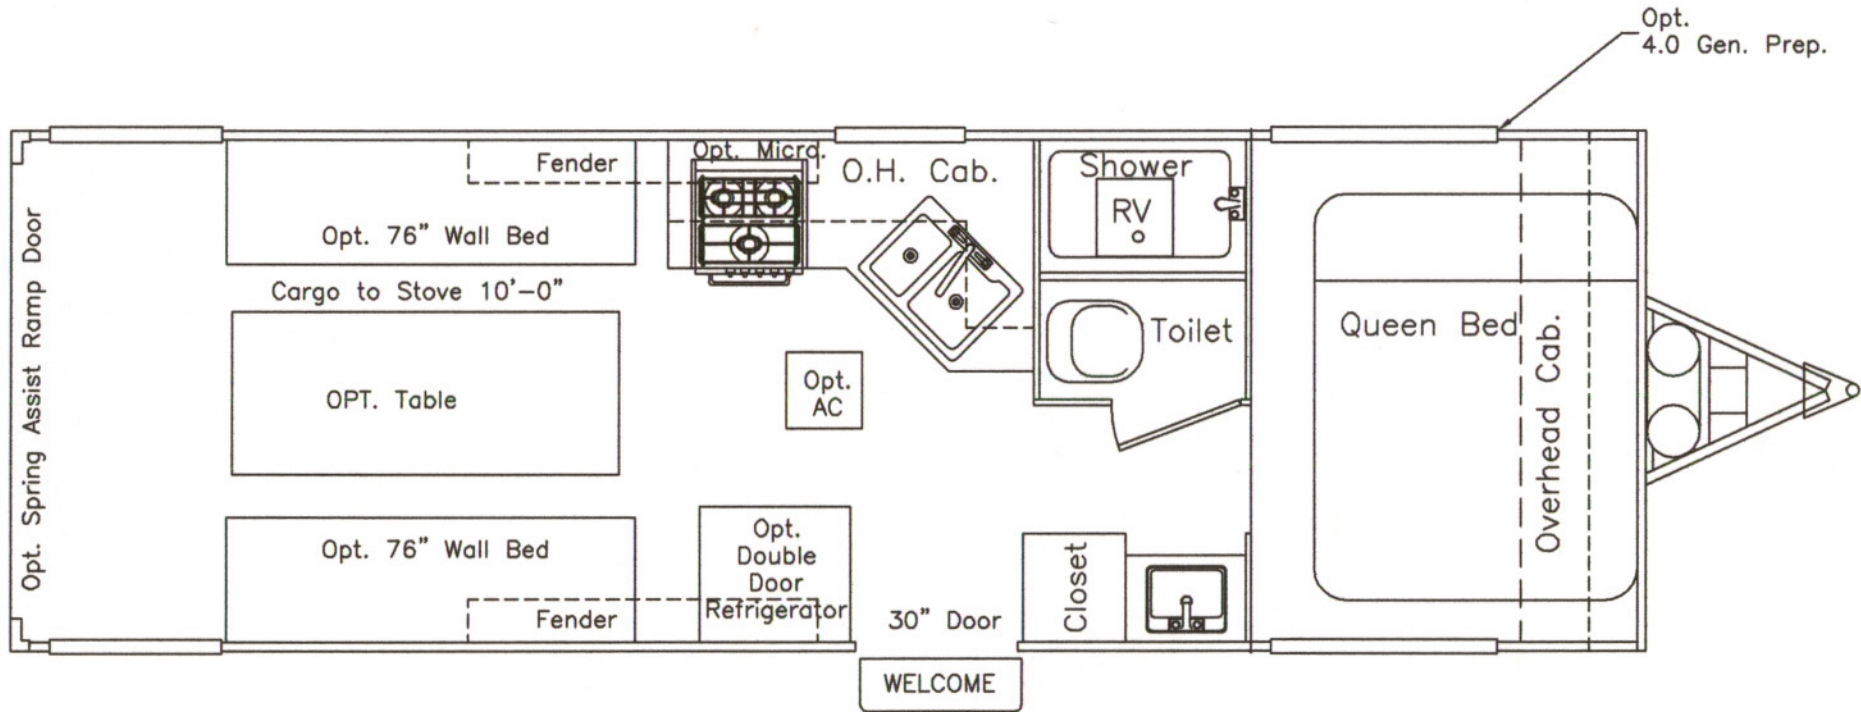 Opt.
4.0 Gen. Prep.
Opt. Spring Assist Ramp Door
Fender
Opt. 76" Wall Bed
Cargo to Stove 10'-0"
OPT. Table
Opt. 76" Wall Bed
Fender
Opt. Micro.
O.H. Cab.
Opt.
AC
Opt.
Double
Door
Refrigerator
30" Door
WELCOME
Shower
RV
Toilet
Closet
Queen Bed
Overhead Cab.